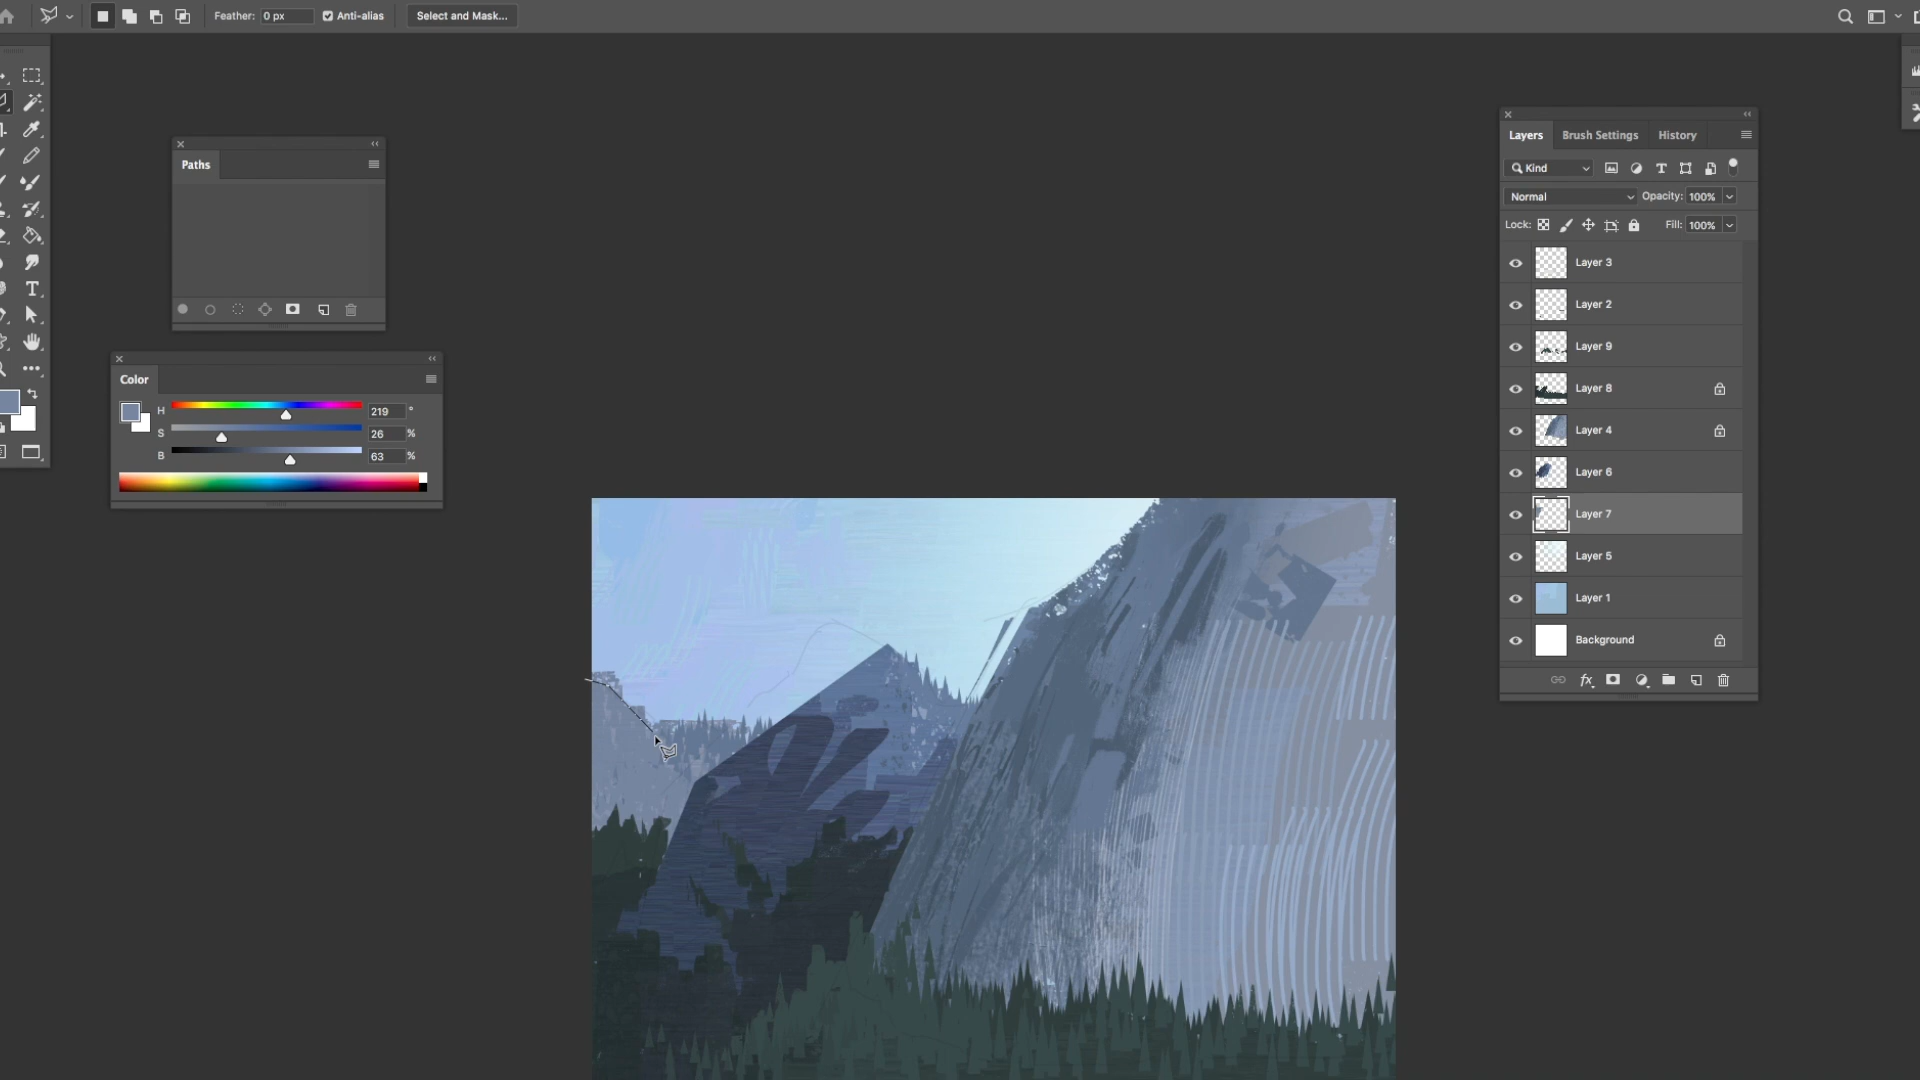 Feather: 0 px Anti-alias Select and Mask...
Paths
Color
H 219 °
S 26 %
B 63 %
Layers Brush Settings History
Kind
Normal Opacity: 100%
Lock: Fill: 100%
Layer 3
Layer 2
Layer 9
Layer 8
Layer 4
Layer 6
Layer 7
Layer 5
Layer 1
Background
fx